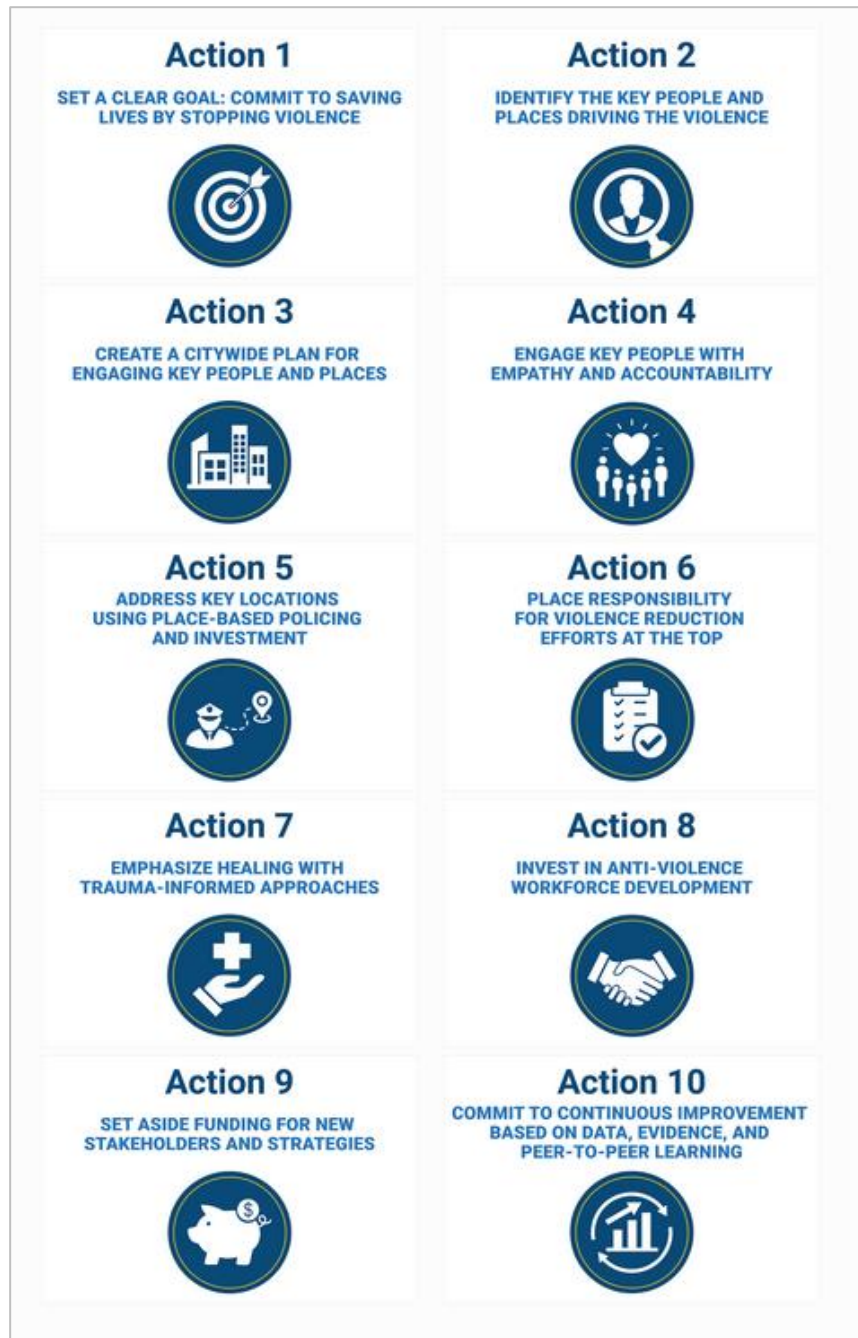 Action 1
SET A CLEAR GOAL: COMMIT TO SAVING
LIVES BY STOPPING VIOLENCE
Action 2
IDENTIFY THE KEY PEOPLE AND
PLACES DRIVING THE VIOLENCE
Action 3
CREATE A CITYWIDE PLAN FOR
ENGAGING KEY PEOPLE AND PLACES
Action 4
ENGAGE KEY PEOPLE WITH
EMPATHY AND ACCOUNTABILITY
Action 5
ADDRESS KEY LOCATIONS
USING PLACE-BASED POLICING
AND INVESTMENT
Action 6
PLACE RESPONSIBILITY
FOR VIOLENCE REDUCTION
EFFORTS AT THE TOP
Action 7
EMPHASIZE HEALING WITH
TRAUMA-INFORMED APPROACHES
Action 8
INVEST IN ANTI-VIOLENCE
WORKFORCE DEVELOPMENT
Action 9
SET ASIDE FUNDING FOR NEW
STAKEHOLDERS AND STRATEGIES
$
Action 10
COMMIT TO CONTINUOUS IMPROVEMENT
BASED ON DATA, EVIDENCE, AND
PEER-TO-PEER LEARNING